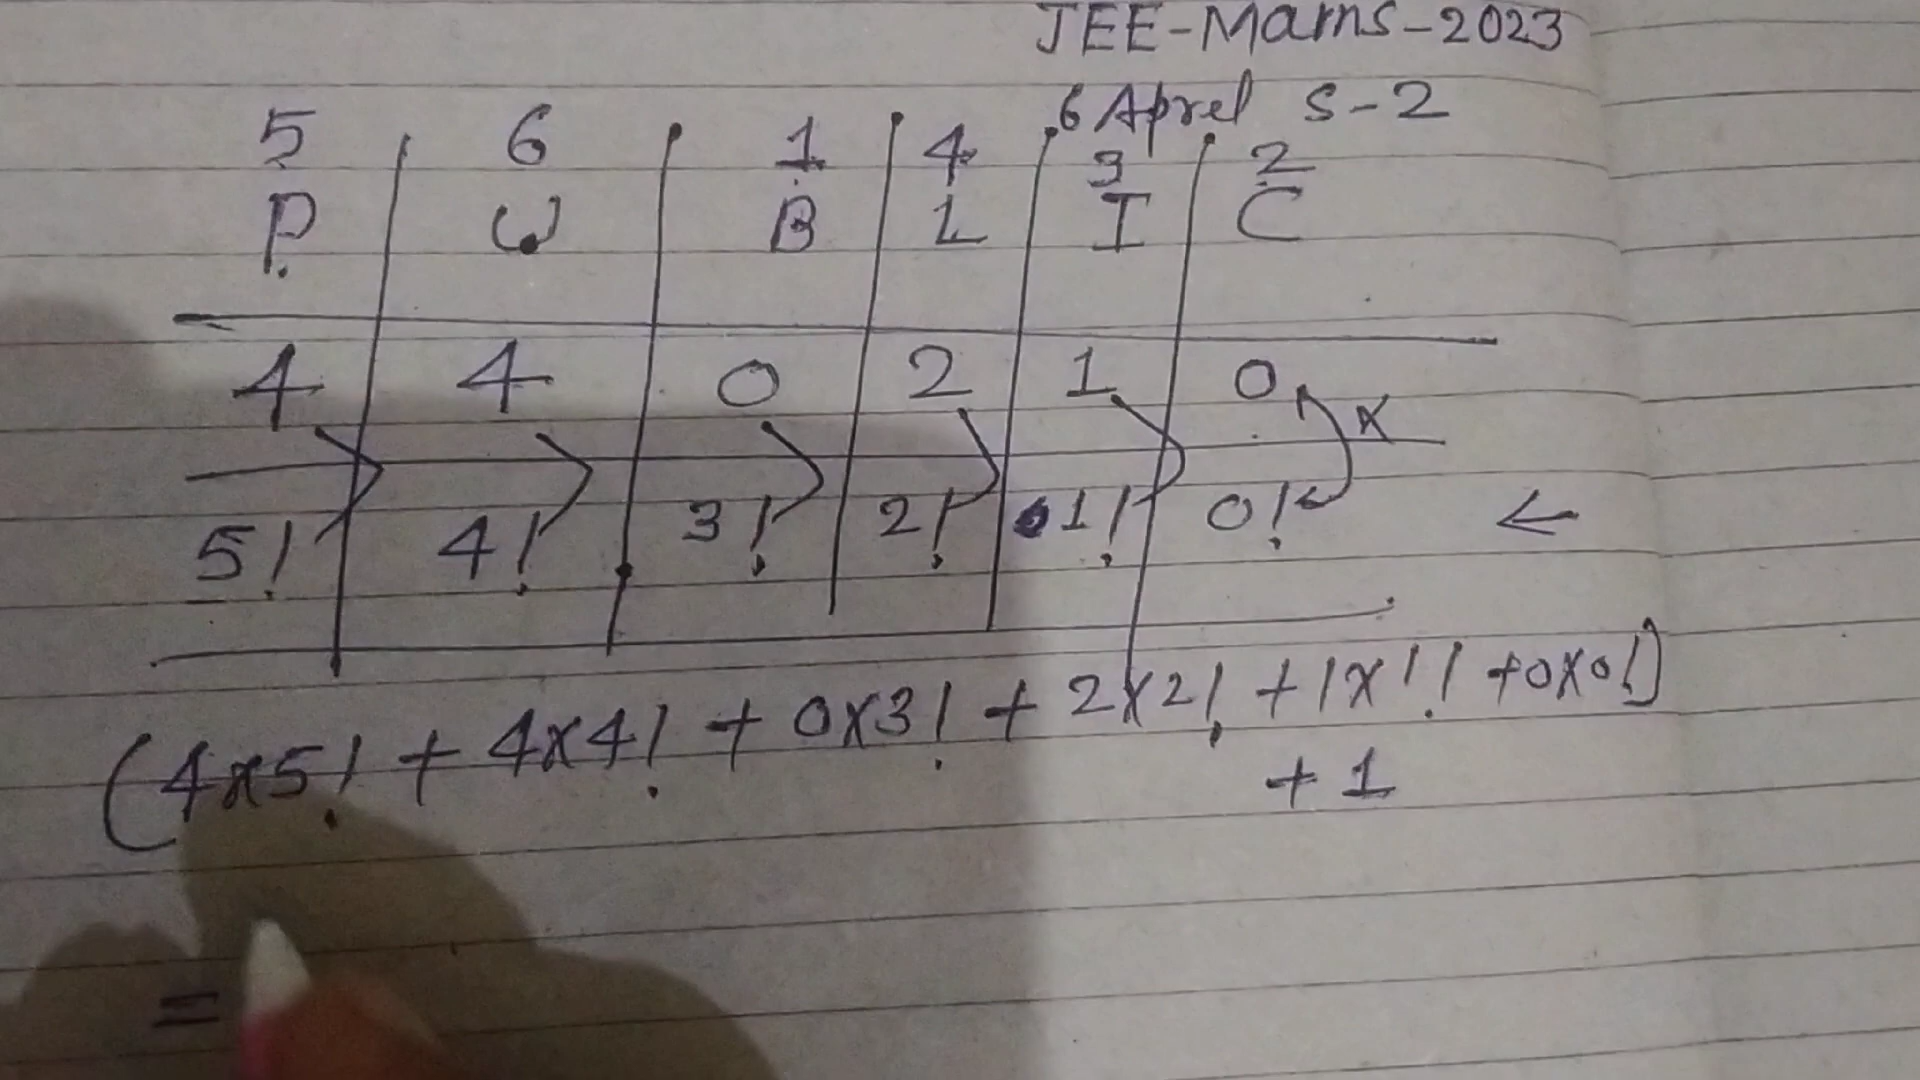 JEE-Mains-2023
6 Aprel S-2
5 6 1 4 3 2
P U B L I C
4 4 0 2 1 0 x
5! 4! 3! 2! 1! 0! ←
(4x5! + 4x4! + 0x3! + 2x2! + 1x1! +0x0!)
+ 1
=